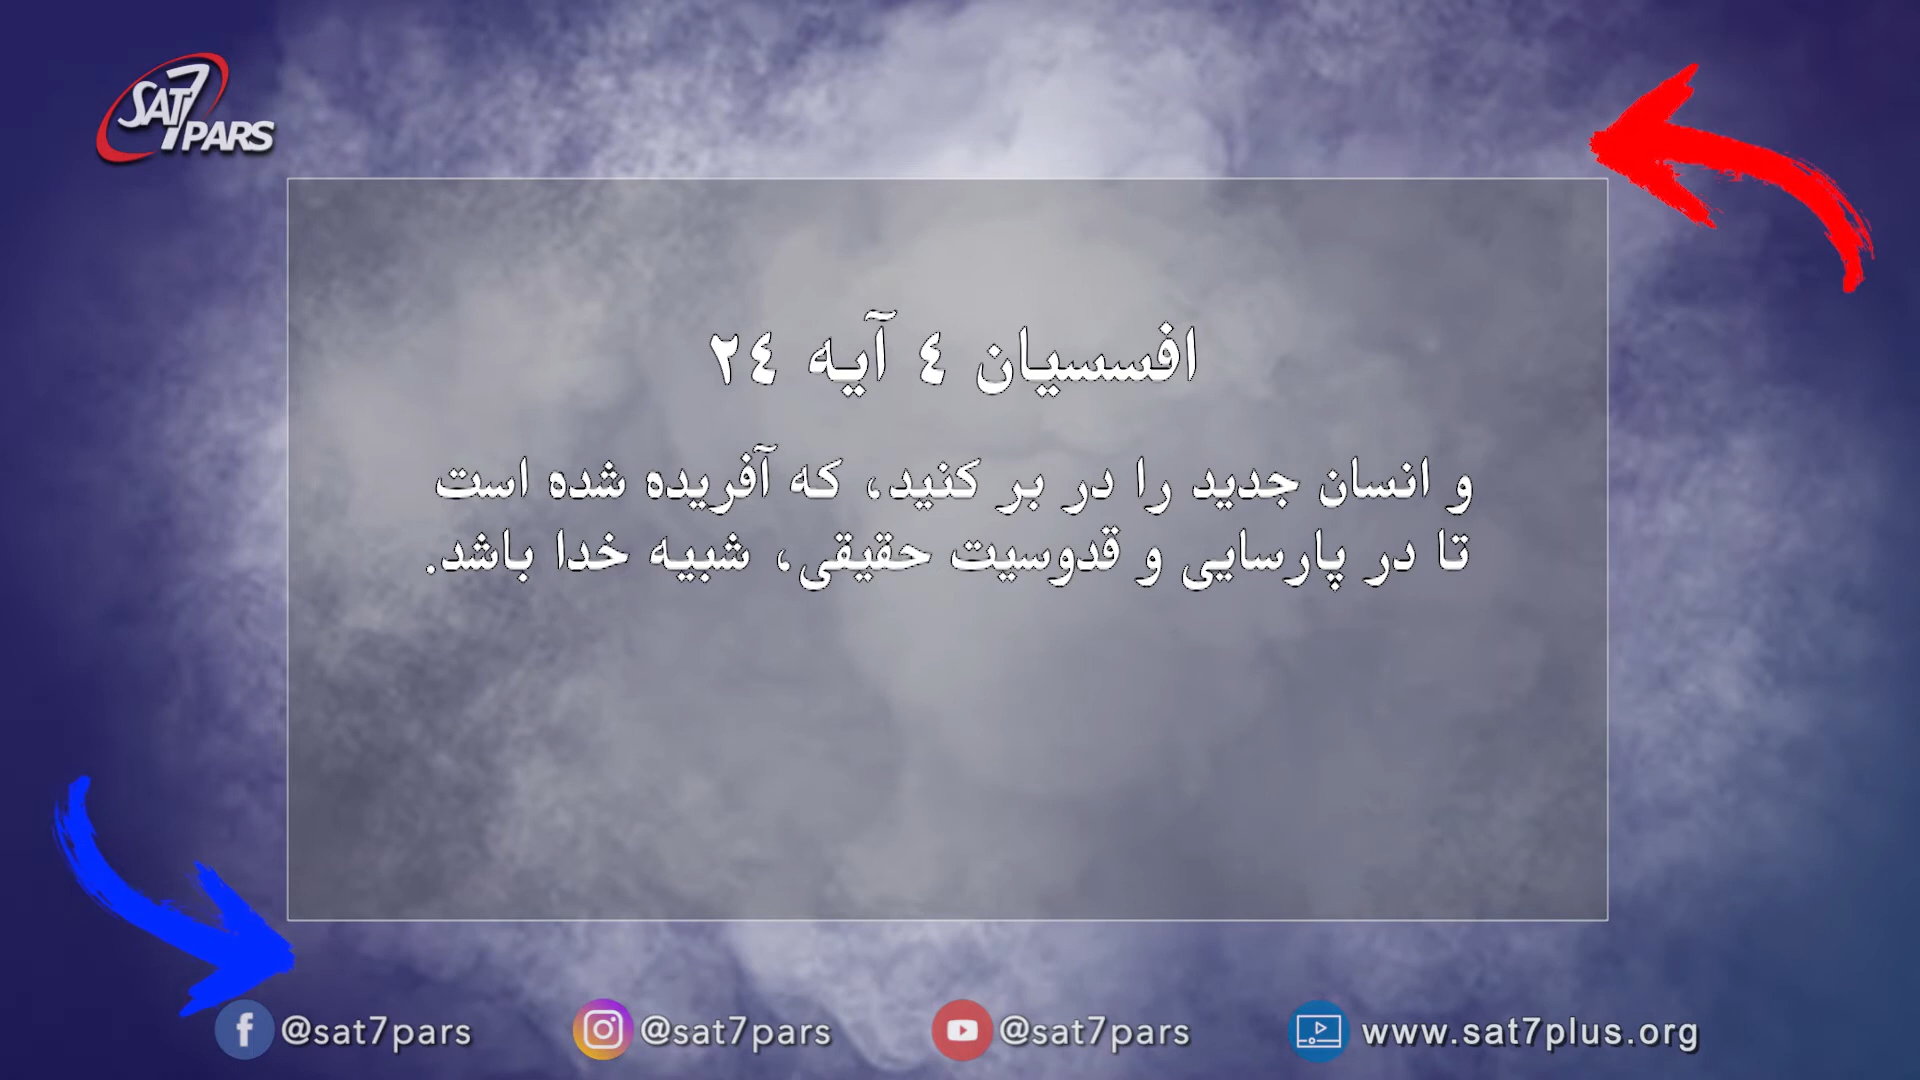 SAT7 PARS
افسسیان ٤ آیه ٢٤
و انسان جدید را در بر کنید، که آفریده شده است
تا در پارسایی و قدوسیت حقیقی، شبیه خدا باشد.
@sat7pars @sat7pars @sat7pars www.sat7plus.org